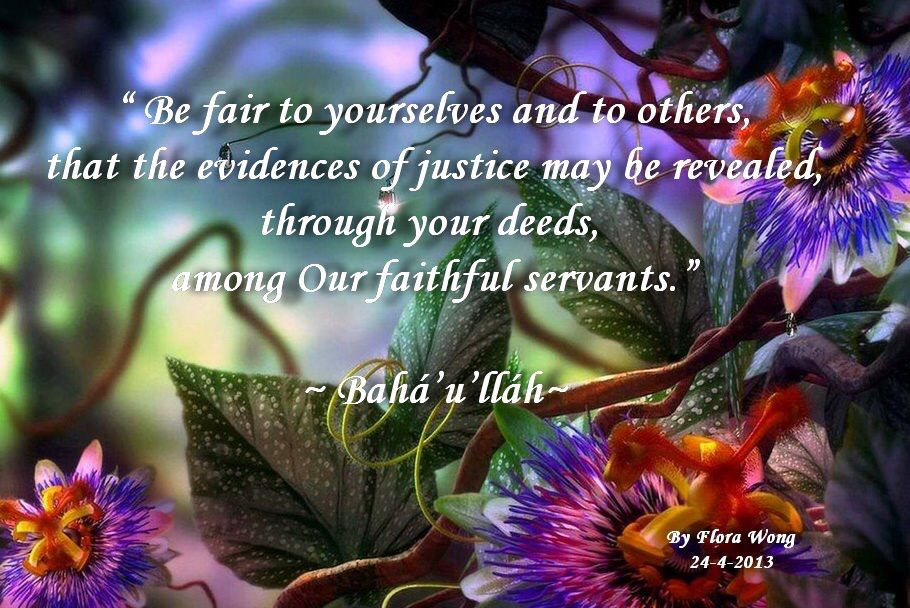 “ Be fair to yourselves and to others,
that the evidences of justice may be revealed,
through your deeds,
among Our faithful servants.”
~ Bahá’u’lláh~
By Flora Wong
24-4-2013